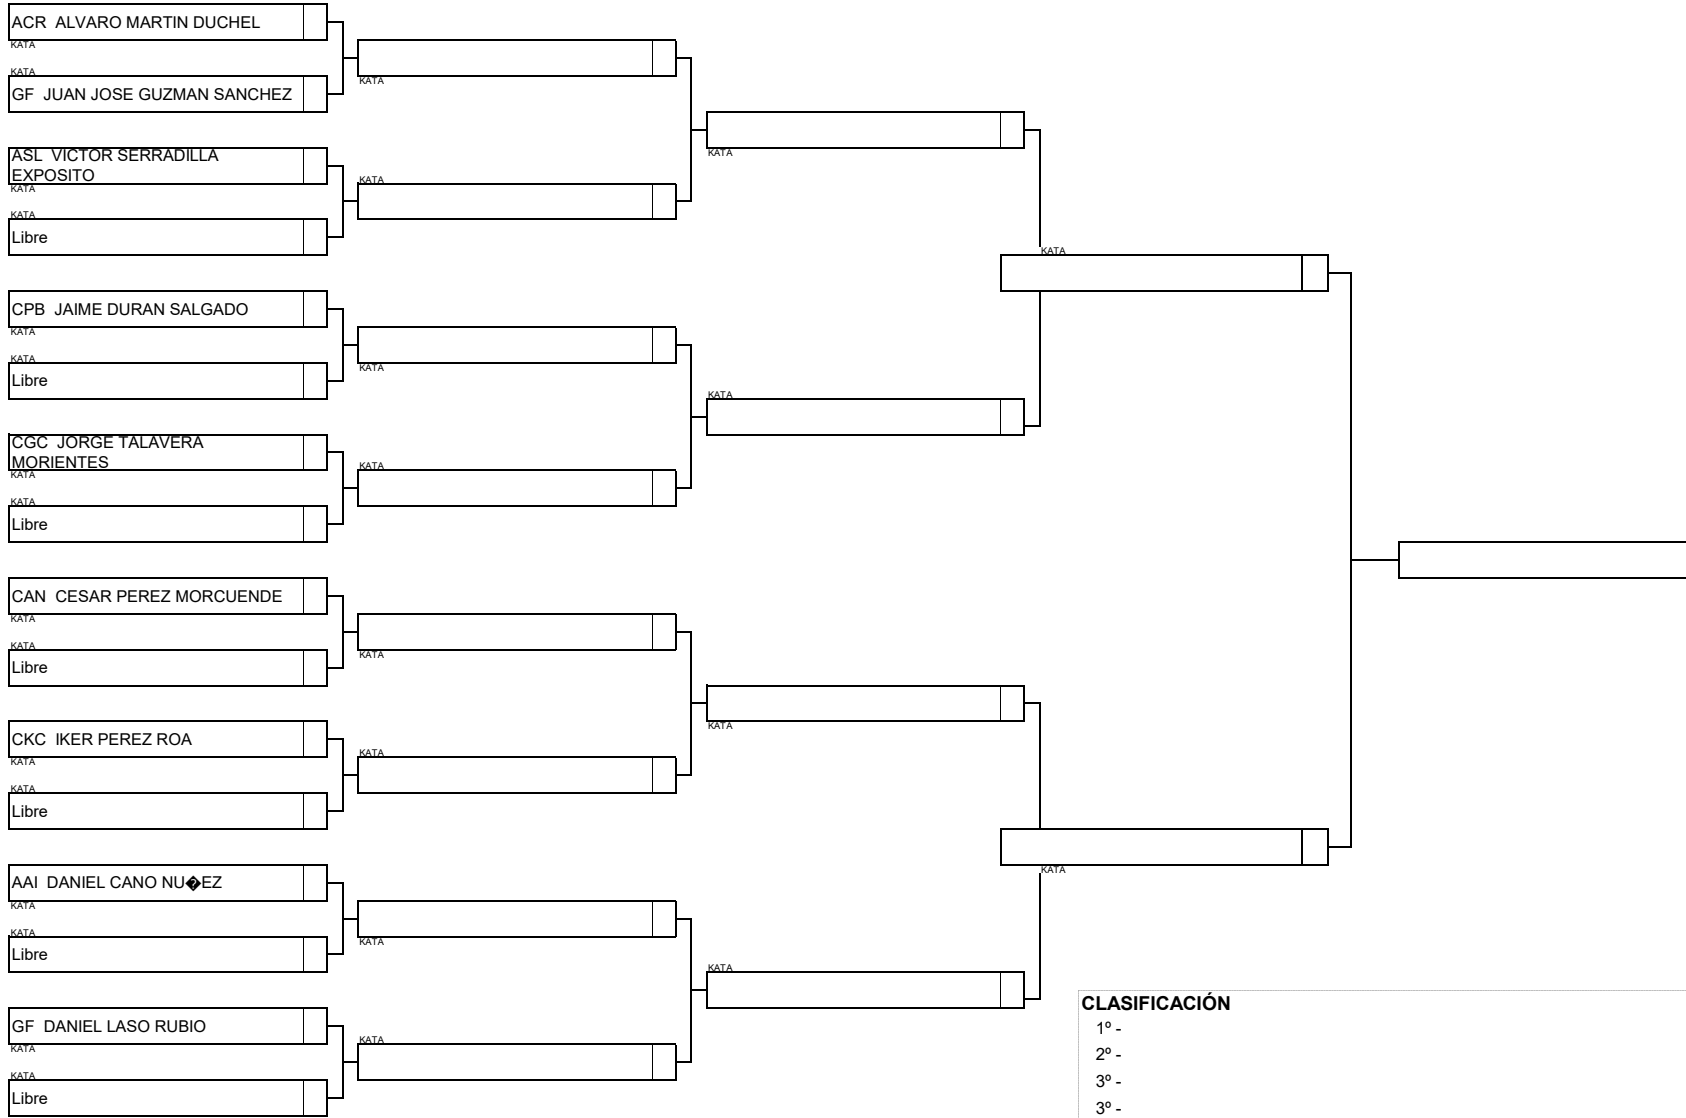 ACR ALVARO MARTIN DUCHEL
KATA
KATA
GF JUAN JOSE GUZMAN SANCHEZ
ASL VICTOR SERRADILLA
EXPOSITO
KATA
KATA
Libre
CPB JAIME DURAN SALGADO
KATA
KATA
Libre
CGC JORGE TALAVERA
MORIENTES
KATA
KATA
Libre
CAN CESAR PEREZ MORCUENDE
KATA
KATA
Libre
CKC IKER PEREZ ROA
KATA
KATA
Libre
AAI DANIEL CANO NU�EZ
KATA
KATA
Libre
GF DANIEL LASO RUBIO
KATA
KATA
Libre
KATA
KATA
KATA
KATA
KATA
KATA
KATA
KATA
KATA
KATA
KATA
KATA
KATA
KATA
CLASIFICACIÓN
1º -
2º -
3º -
3º -